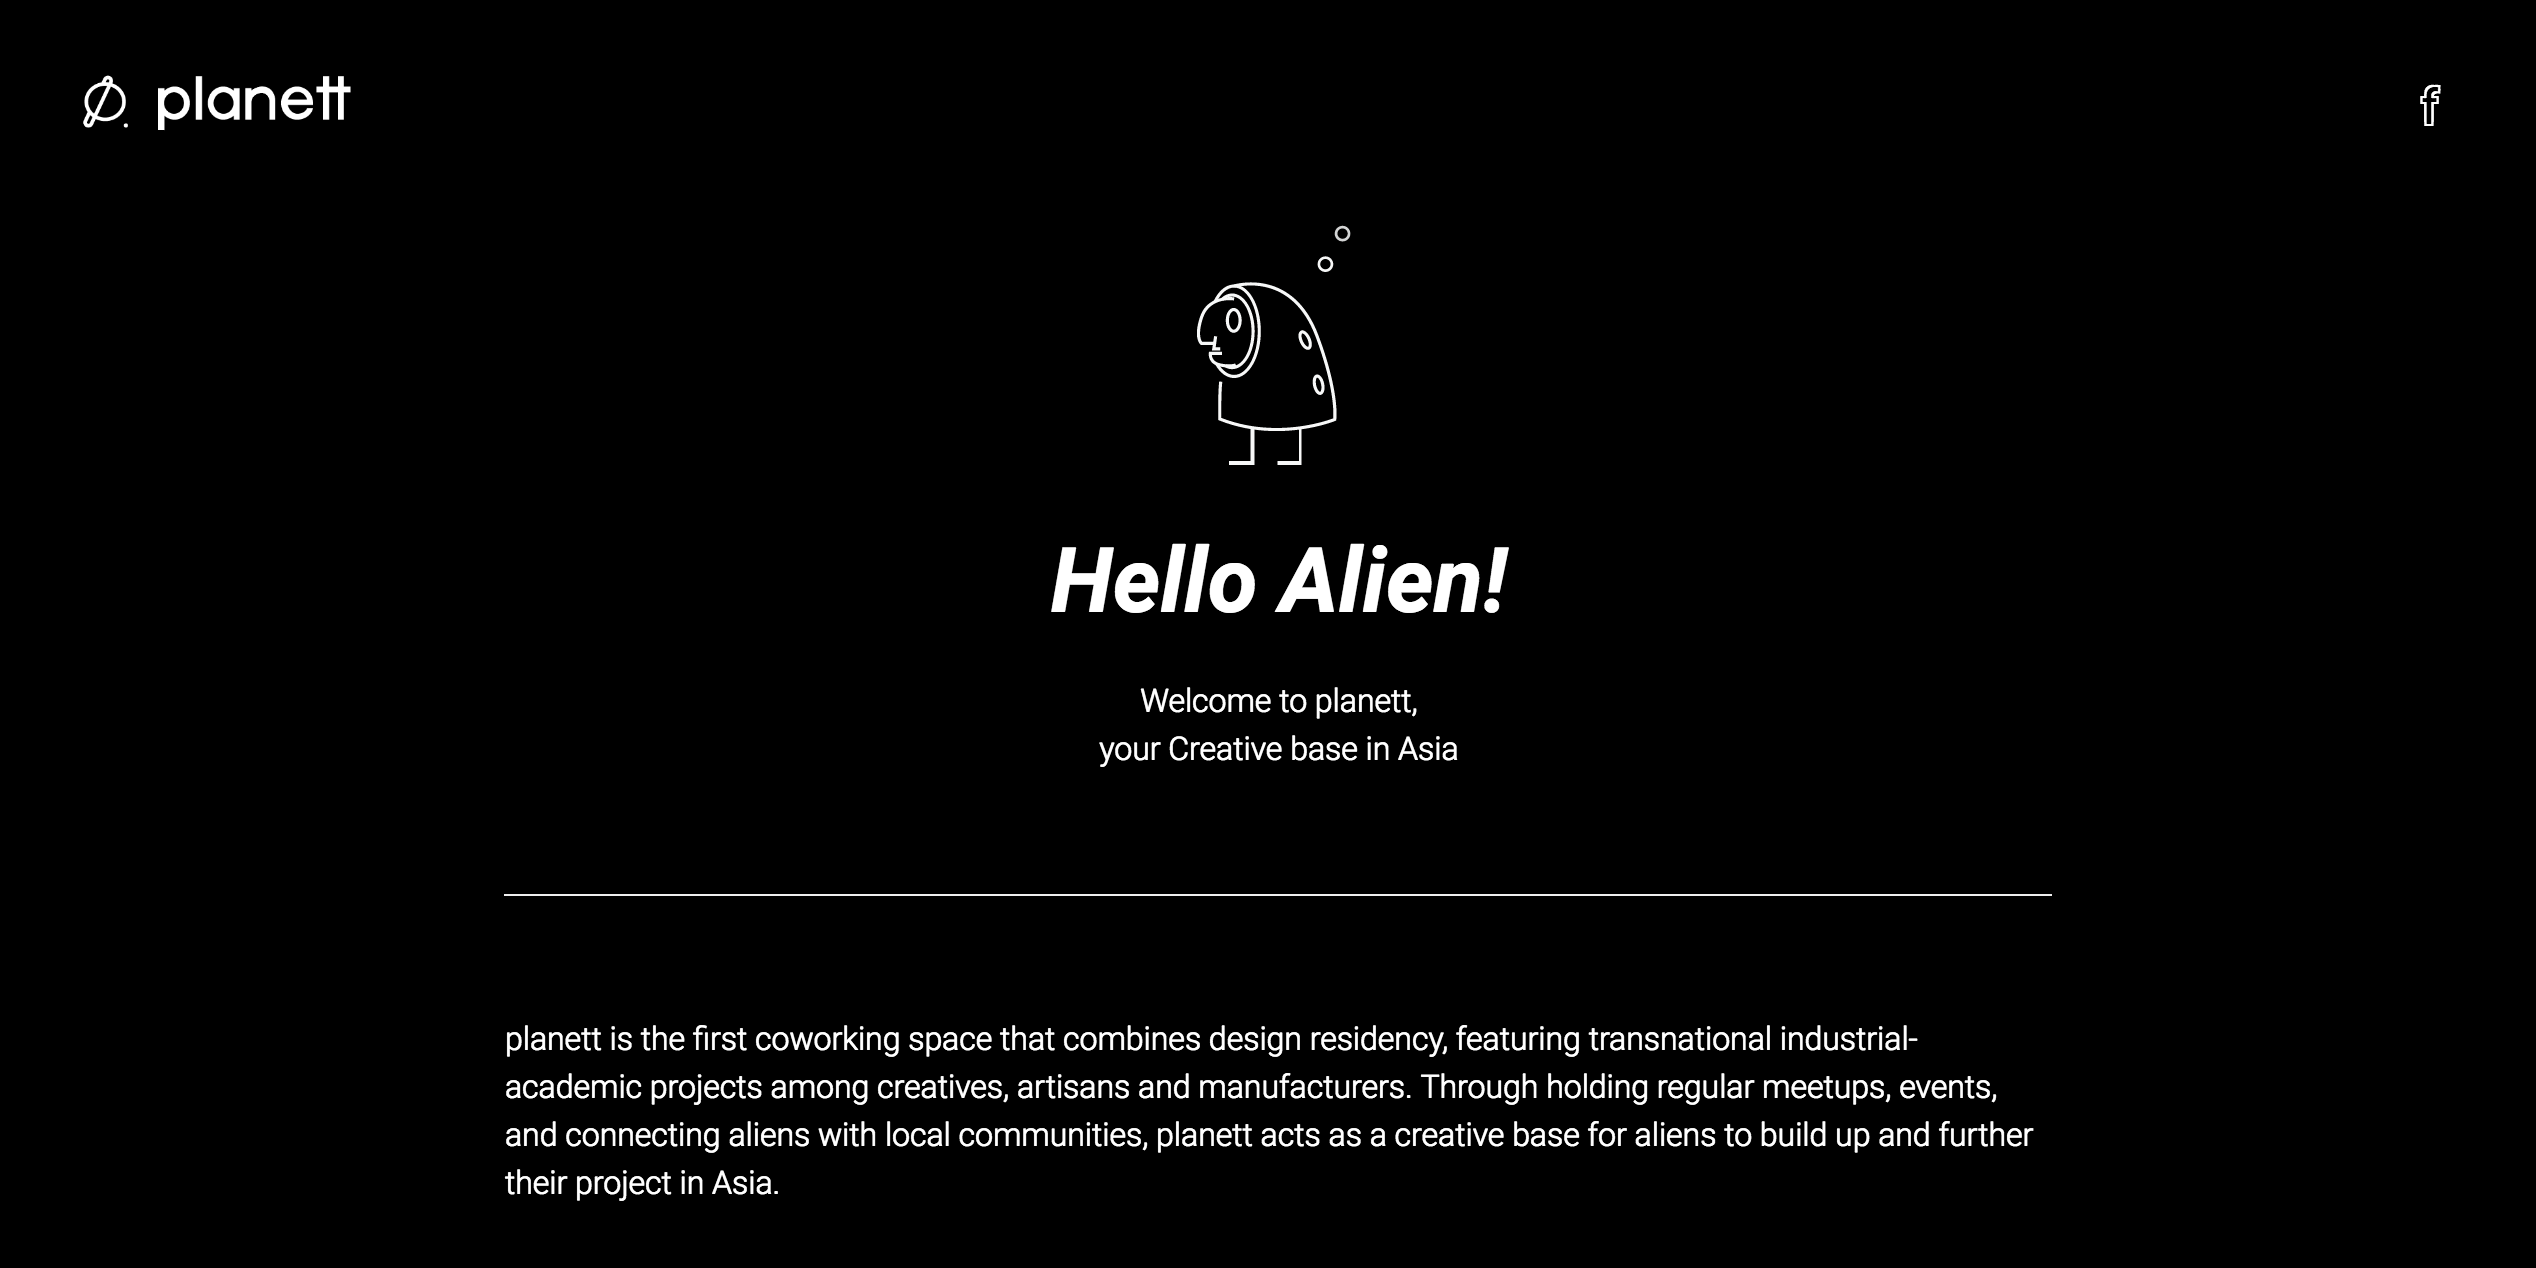 planett
Hello Alien!
Welcome to planett,
your Creative base in Asia
planett is the first coworking space that combines design residency, featuring transnational industrial-
academic projects among creatives, artisans and manufacturers. Through holding regular meetups, events,
and connecting aliens with local communities, planett acts as a creative base for aliens to build up and further
their project in Asia.